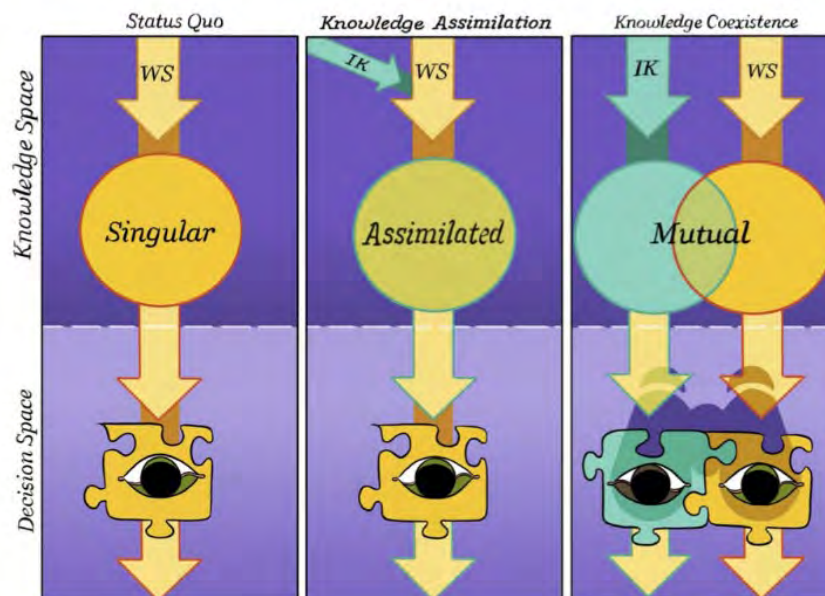 Status Quo
Knowledge Assimilation
Knowledge Coexistence
Knowledge Space
WS
IK
WS
IK
WS
Singular
Assimilated
Mutual
Decision Space